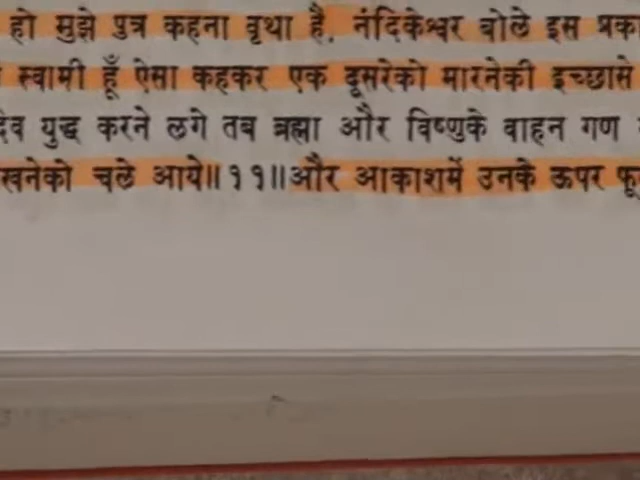 हो मुझे पुत्र कहना वृथा है. नंदिकेश्वर बोले इस प्रका
स्वामी हूँ ऐसा कहकर एक दूसरेको मारनेकी इच्छासे
देव युद्ध करने लगे तब ब्रह्मा और विष्णुके वाहन गण
खनेको चले आये॥११॥और आकाशमें उनके ऊपर फू